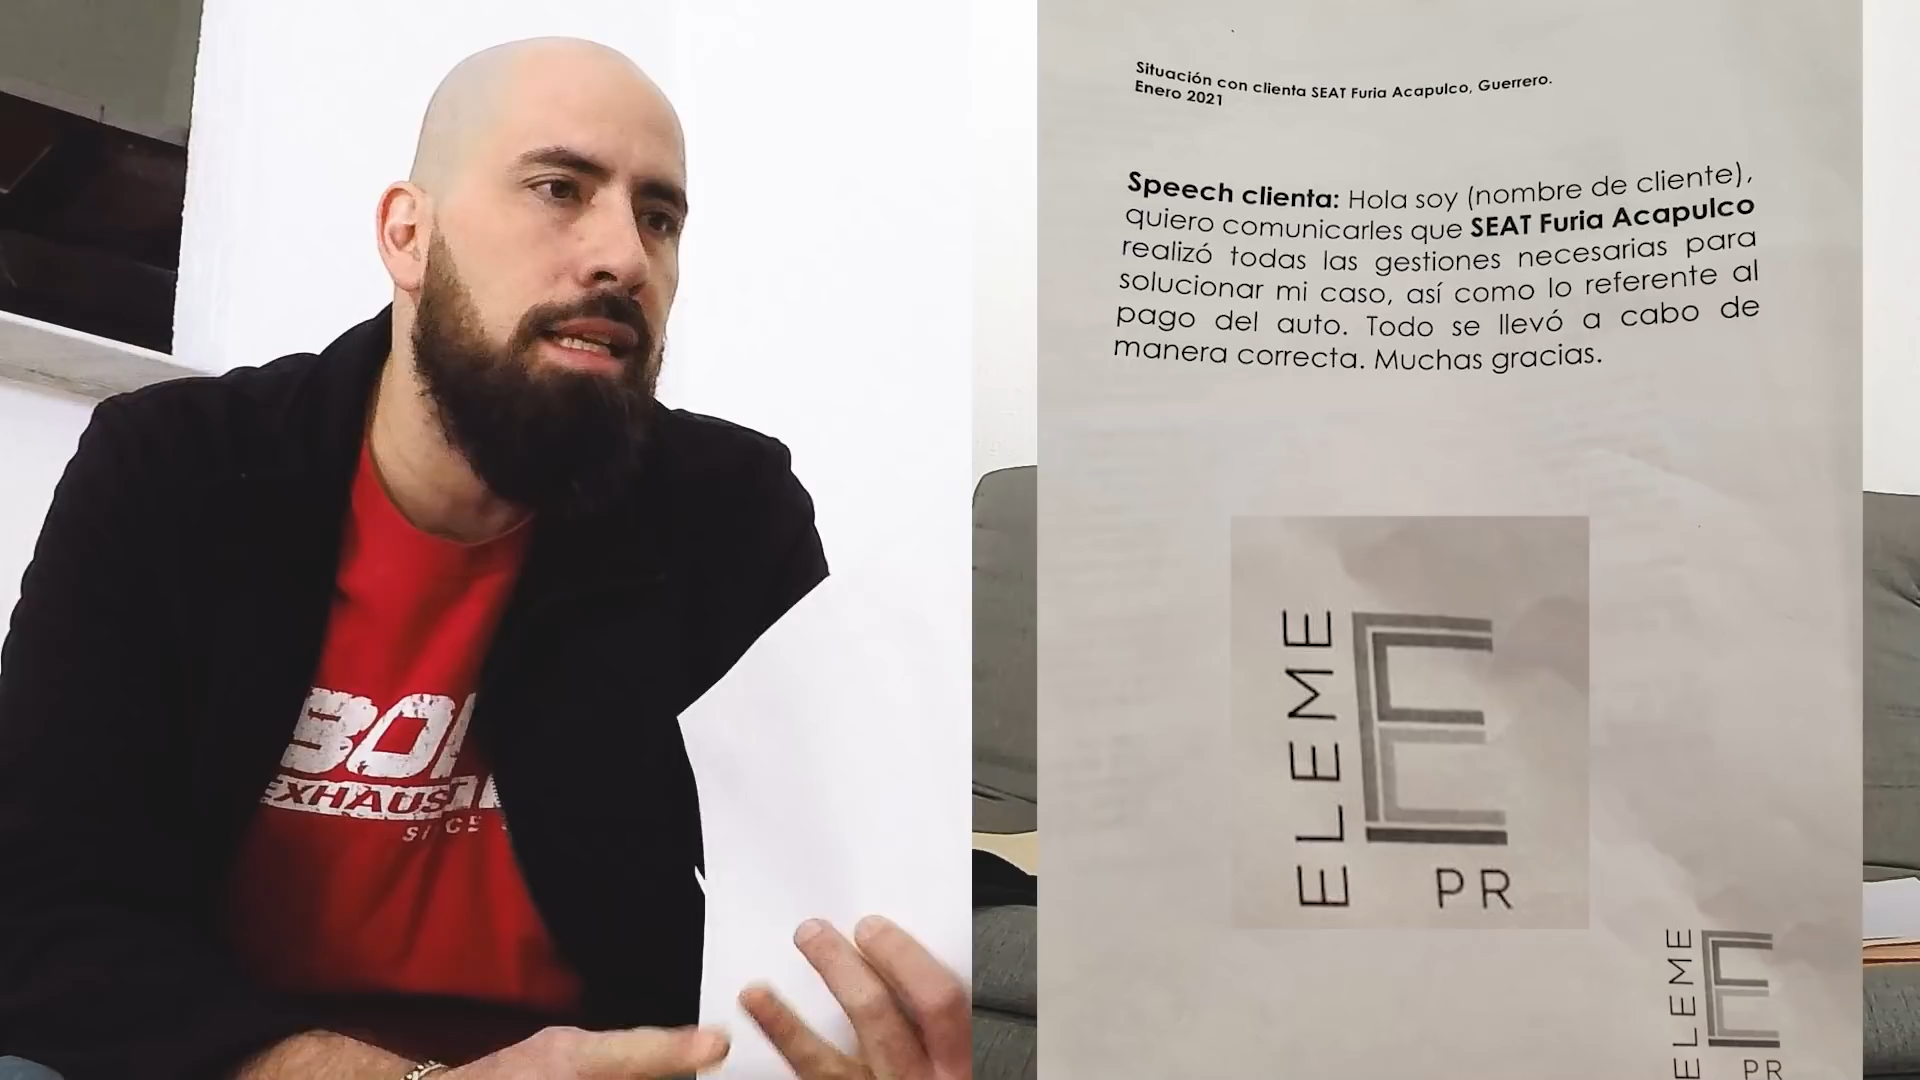 Situación con clienta SEAT Furia Acapulco, Guerrero.
Enero 2021
Speech clienta: Hola soy (nombre de cliente),
quiero comunicarles que SEAT Furia Acapulco
realizó todas las gestiones necesarias para
solucionar mi caso, así como lo referente al
pago del auto. Todo se llevó a cabo de
manera correcta. Muchas gracias.
ELEME
PR
ELEME
PR
EXHAUST